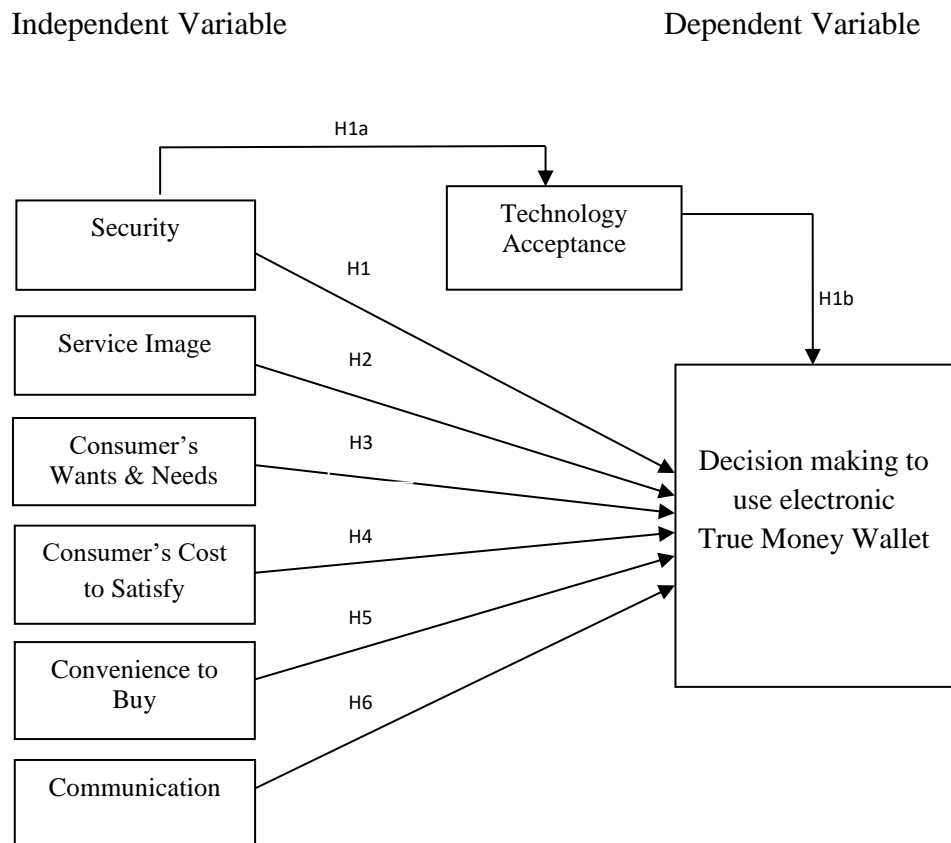 Independent Variable
Dependent Variable
H1a
Security
Technology
Acceptance
H1
H1b
Service Image
H2
Consumer's
Wants & Needs
H3
Decision making to
use electronic
True Money Wallet
Consumer's Cost
to Satisfy
H4
Convenience to
Buy
H5
H6
Communication